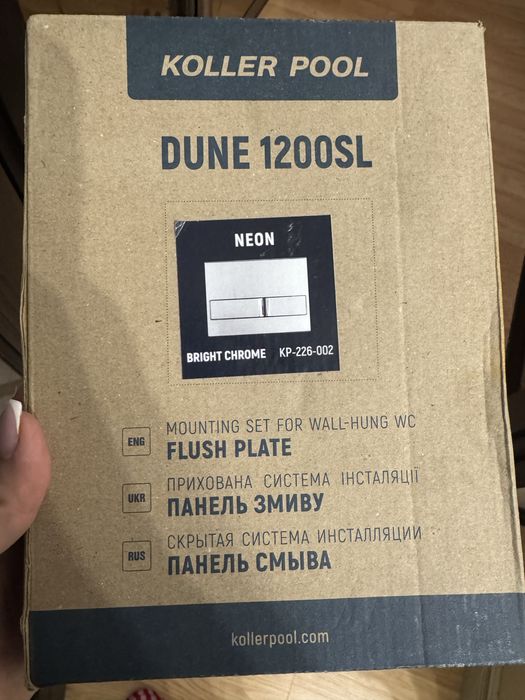 KOLLER POOL
DUNE 1200SL
NEON
BRIGHT CHROME KP-226-002
ENG
MOUNTING SET FOR WALL-HUNG WC
FLUSH PLATE
UKR
ПРИХОВАНА СИСТЕМА ІНСТАЛЯЦІЇ
ПАНЕЛЬ ЗМИВУ
RUS
СКРЫТАЯ СИСТЕМА ИНСТАЛЛЯЦИИ
ПАНЕЛЬ СМЫВА
kollerpool.com